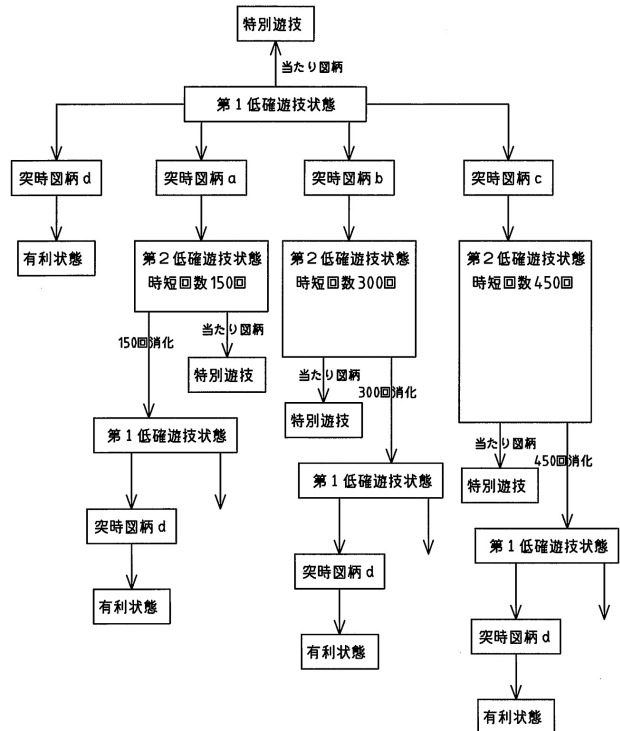 特別遊技
当たり図柄
第1低確遊技状態
突時図柄d
突時図柄a
突時図柄b
突時図柄c
有利状態
第2低確遊技状態
時短回数150回
第2低確遊技状態
時短回数300回
第2低確遊技状態
時短回数450回
150回消化
当たり図柄
特別遊技
当たり図柄
300回消化
特別遊技
第1低確遊技状態
当たり図柄
450回消化
特別遊技
第1低確遊技状態
突時図柄d
第1低確遊技状態
突時図柄d
有利状態
突時図柄d
有利状態
有利状態